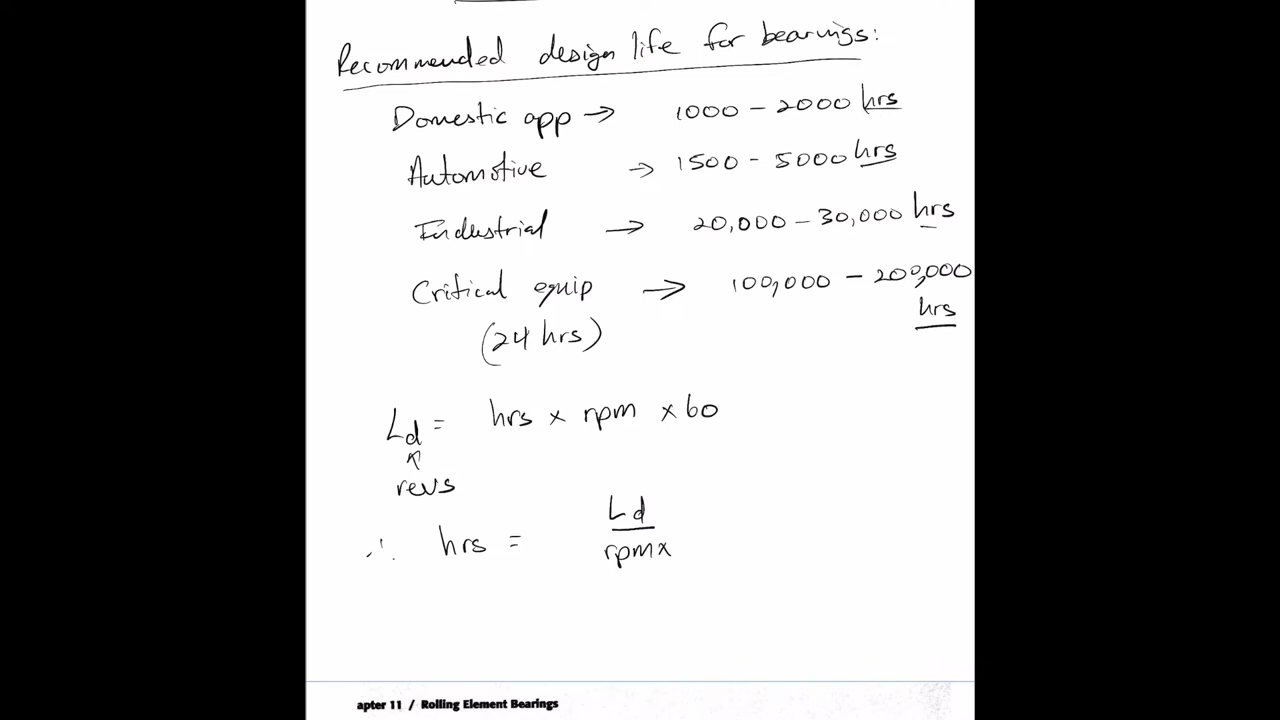 Recommended design life for bearings:
Domestic app → 1000 – 2000 hrs
Automotive → 1500 - 5000 hrs
Industrial → 20,000 – 30,000 hrs
Critical equip → 100,000 – 200,000
hrs
(24 hrs)
Ld = hrs × rpm × 60
↑
revs
∴ hrs = Ld
rpm×
apter 11 / Rolling Element Bearings